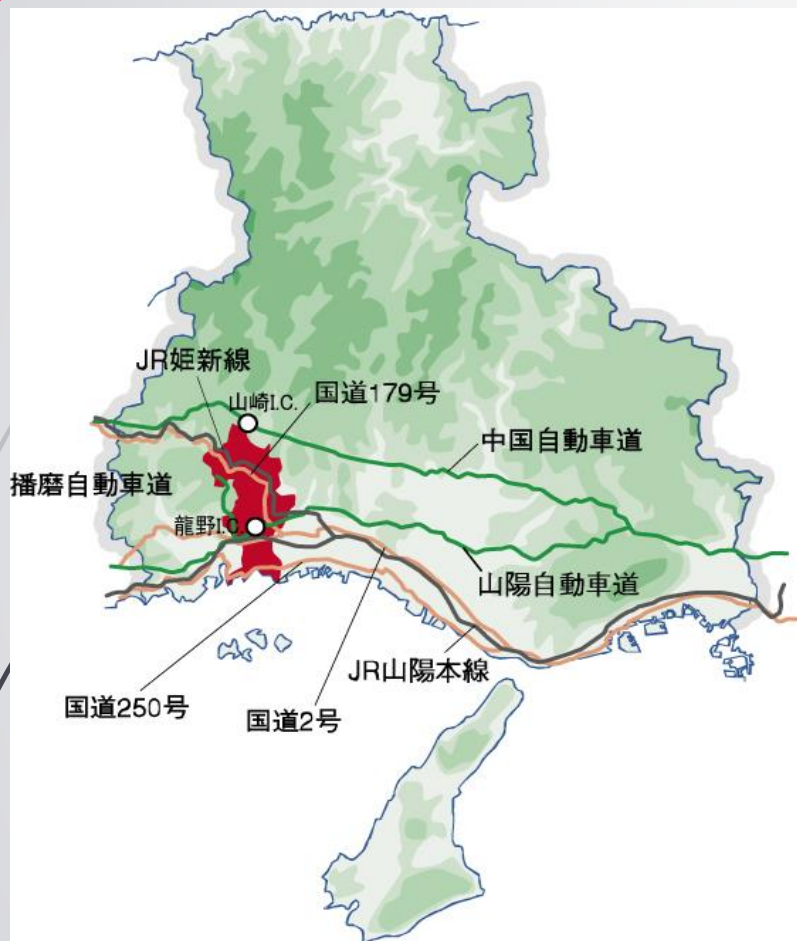 JR姫新線
山崎I.C.
国道179号
中国自動車道
播磨自動車道
龍野I.C.
山陽自動車道
JR山陽本線
国道250号
国道2号